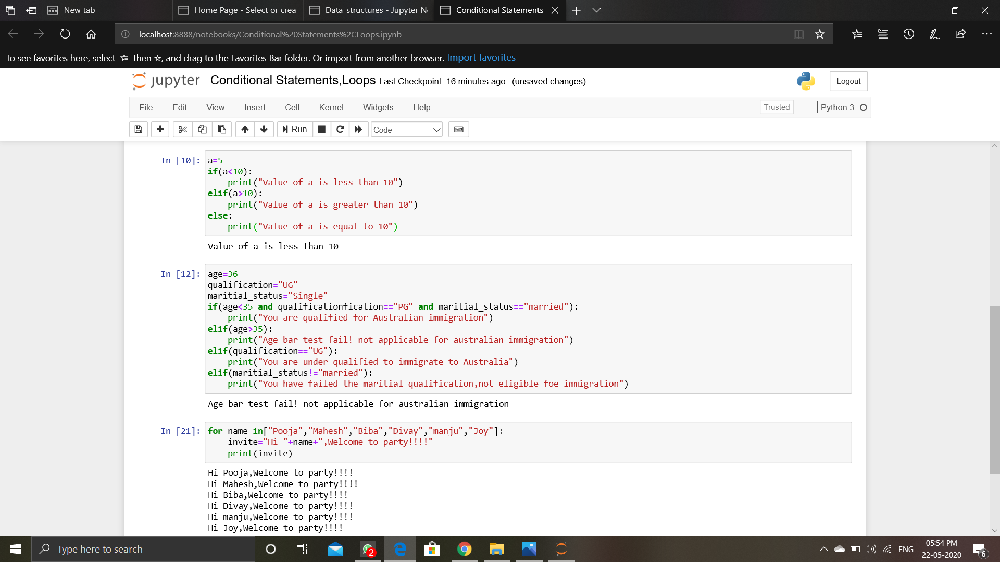 New tab
Home Page - Select or creat
Data_structures - Jupyter N
Conditional Statements,
localhost:8888/notebooks/Conditional%20Statements%2CLoops.ipynb
To see favorites here, select then ☆, and drag to the Favorites Bar folder. Or import from another browser. Import favorites
jupyter Conditional Statements,Loops Last Checkpoint: 16 minutes ago (unsaved changes)
Logout
File Edit View Insert Cell Kernel Widgets Help
Trusted
Python 3
Run
Code
In [10]: a=5
if(a<10):
    print("Value of a is less than 10")
elif(a>10):
    print("Value of a is greater than 10")
else:
    print("Value of a is equal to 10")
Value of a is less than 10
In [12]: age=36
qualification="UG"
maritial_status="Single"
if(age<35 and qualificationfication=="PG" and maritial_status=="married"):
    print("You are qualified for Australian immigration")
elif(age>35):
    print("Age bar test fail! not applicable for australian immigration")
elif(qualification=="UG"):
    print("You are under qualified to immigrate to Australia")
elif(maritial_status!="married"):
    print("You have failed the maritial qualification,not eligible foe immigration")
Age bar test fail! not applicable for australian immigration
In [21]: for name in["Pooja","Mahesh","Biba","Divay","manju","Joy"]:
    invite="Hi "+name+",Welcome to party!!!!"
    print(invite)
Hi Pooja,Welcome to party!!!!
Hi Mahesh,Welcome to party!!!!
Hi Biba,Welcome to party!!!!
Hi Divay,Welcome to party!!!!
Hi manju,Welcome to party!!!!
Hi Joy,Welcome to party!!!!
Type here to search
2
ENG
05:54 PM
22-05-2020
6